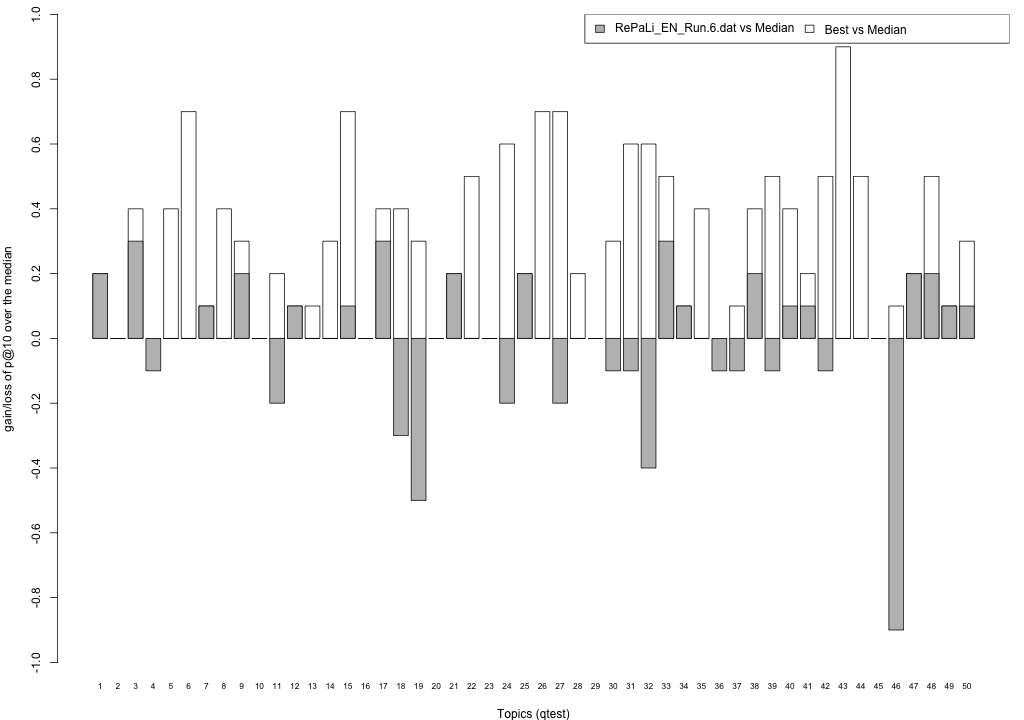 RePaLi_EN_Run.6.dat vs Median Best vs Median
gain/loss of p@10 over the median
1.0
0.8
0.6
0.4
0.2
0.0
-0.2
-0.4
-0.6
-0.8
-1.0
1 2 3 4 5 6 7 8 9 10 11 12 13 14 15 16 17 18 19 20 21 22 23 24 25 26 27 28 29 30 31 32 33 34 35 36 37 38 39 40 41 42 43 44 45 46 47 48 49 50
Topics (qtest)